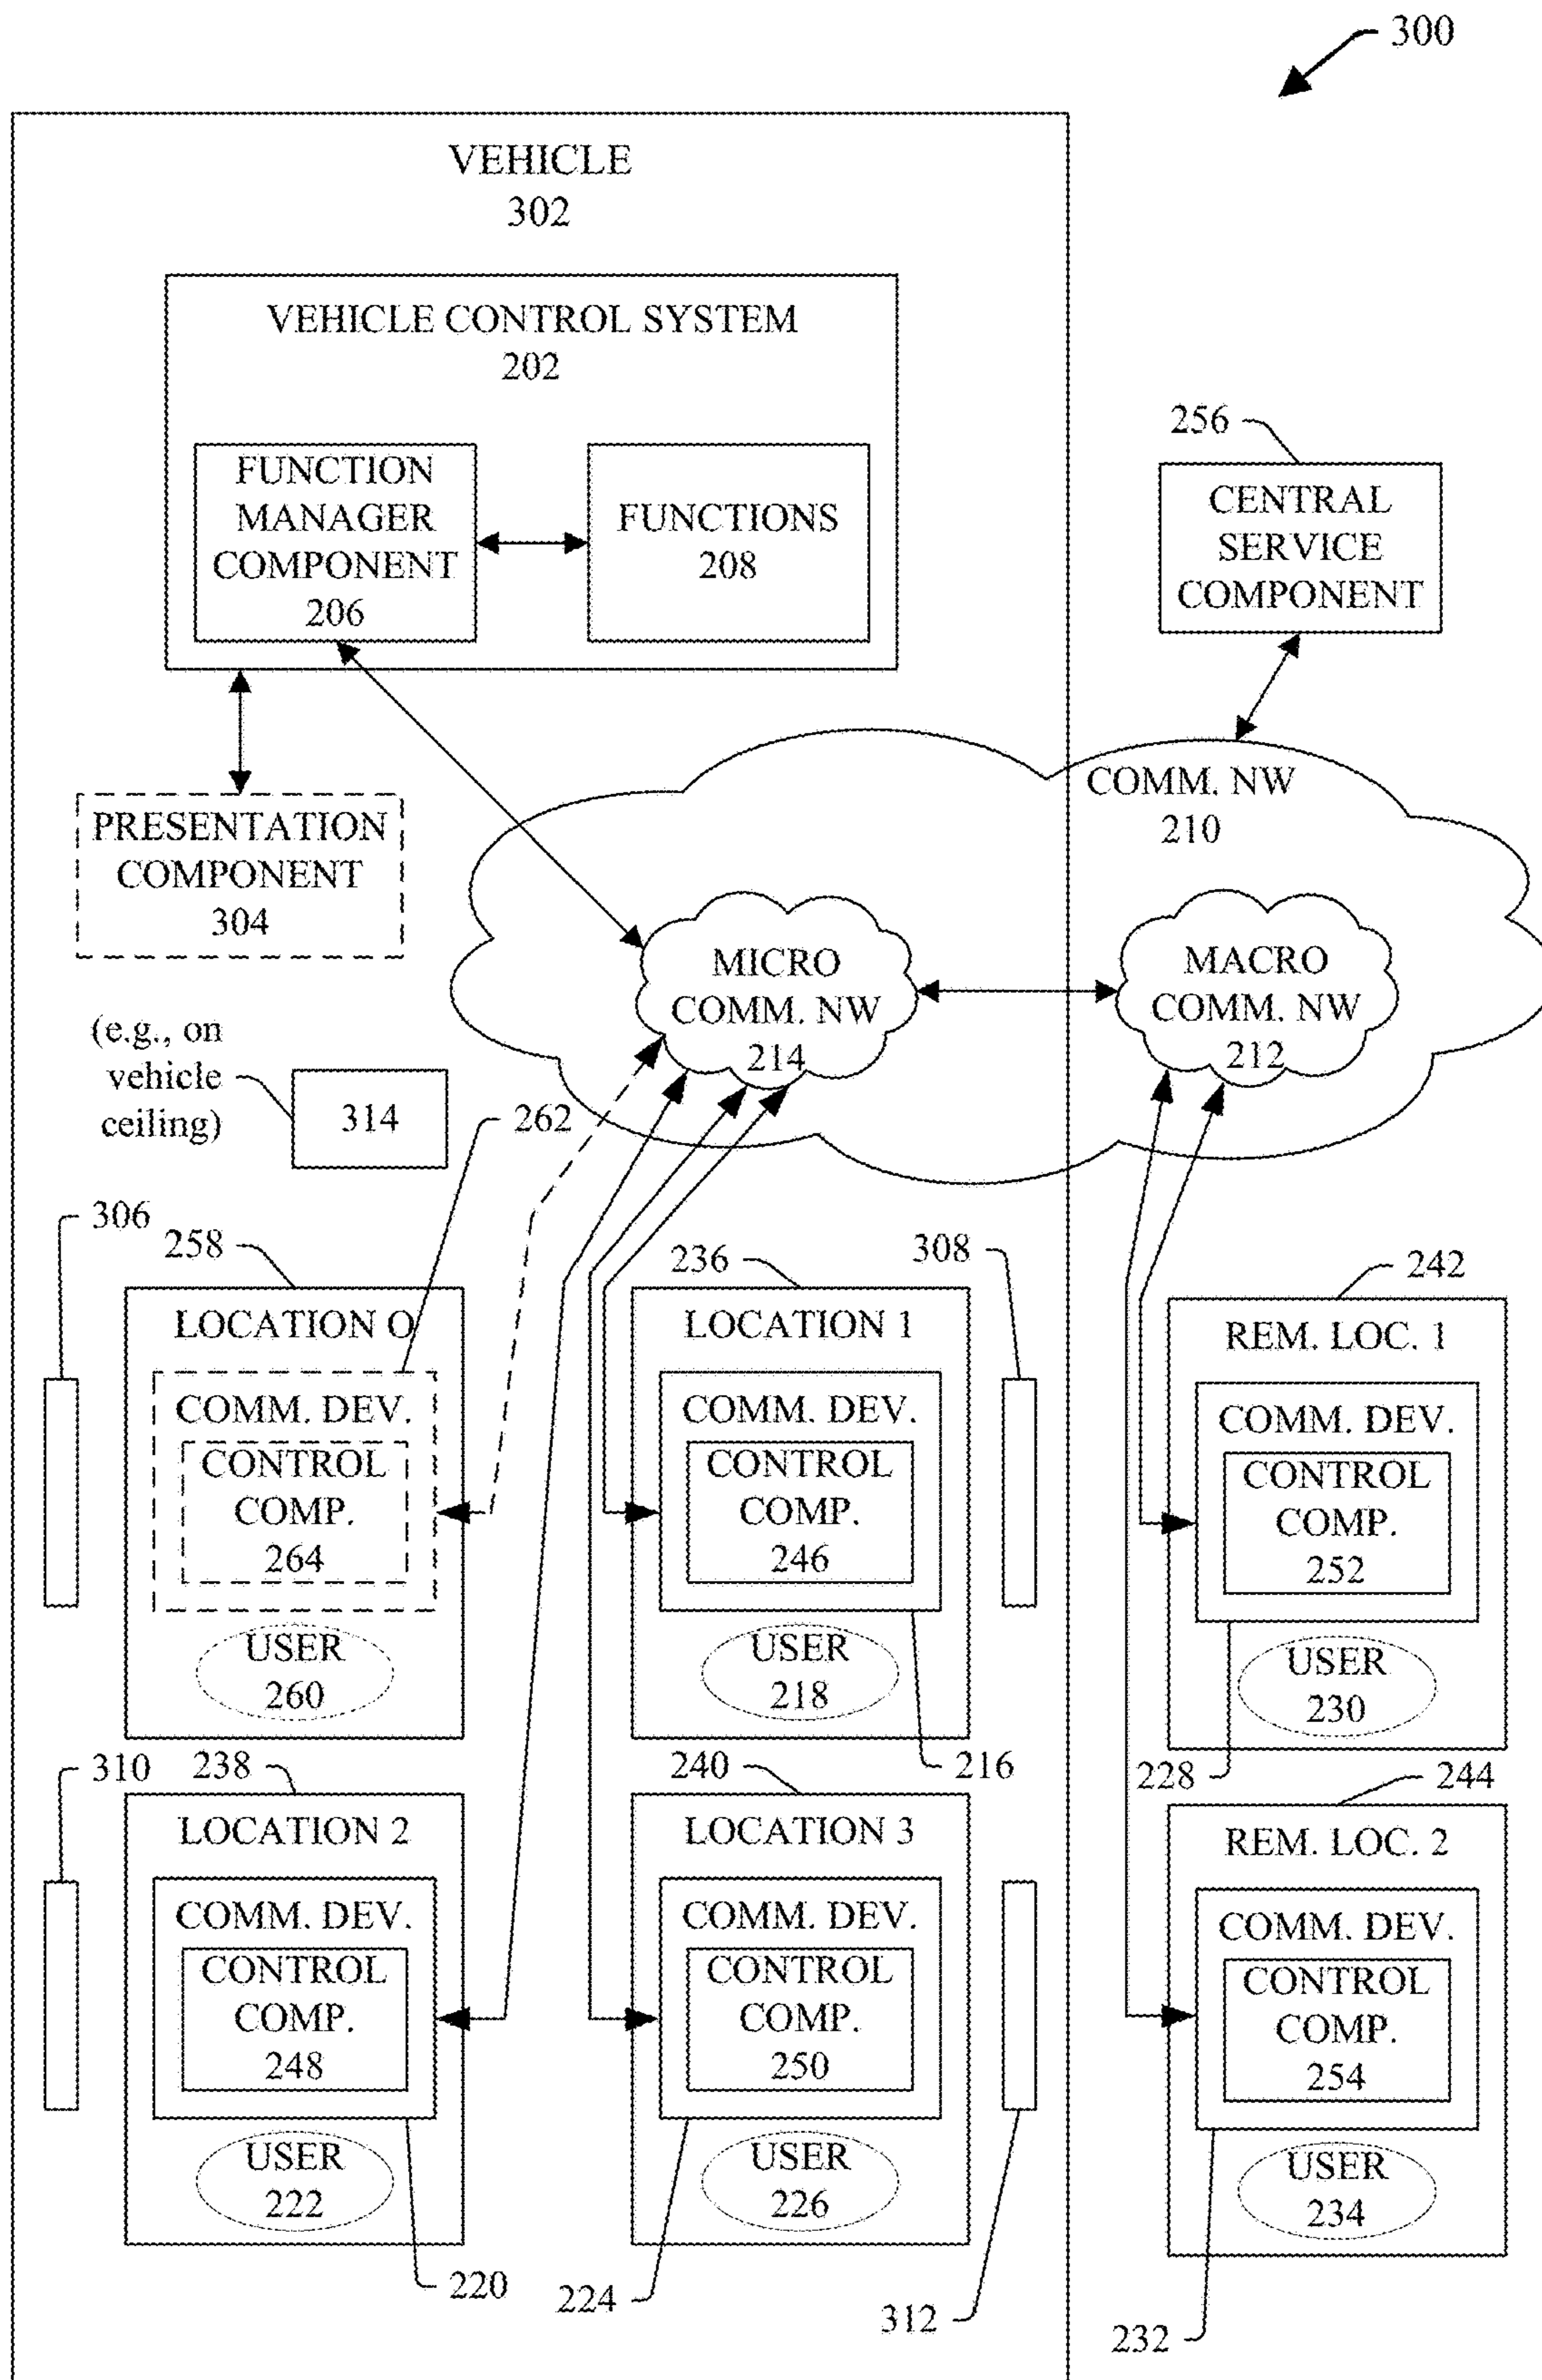 300
VEHICLE
302
VEHICLE CONTROL SYSTEM
202
FUNCTION
MANAGER
COMPONENT
206
FUNCTIONS
208
256
CENTRAL
SERVICE
COMPONENT
PRESENTATION
COMPONENT
304
COMM. NW
210
MICRO
COMM. NW
214
MACRO
COMM. NW
212
(e.g., on
vehicle
ceiling)
314
262
306
258
236
308
242
LOCATION O
COMM. DEV.
CONTROL
COMP.
264
USER
260
LOCATION 1
COMM. DEV.
CONTROL
COMP.
246
USER
218
REM. LOC. 1
COMM. DEV.
CONTROL
COMP.
252
USER
230
310
238
240
216
228
244
LOCATION 2
COMM. DEV.
CONTROL
COMP.
248
USER
222
LOCATION 3
COMM. DEV.
CONTROL
COMP.
250
USER
226
REM. LOC. 2
COMM. DEV.
CONTROL
COMP.
254
USER
234
220
224
312
232